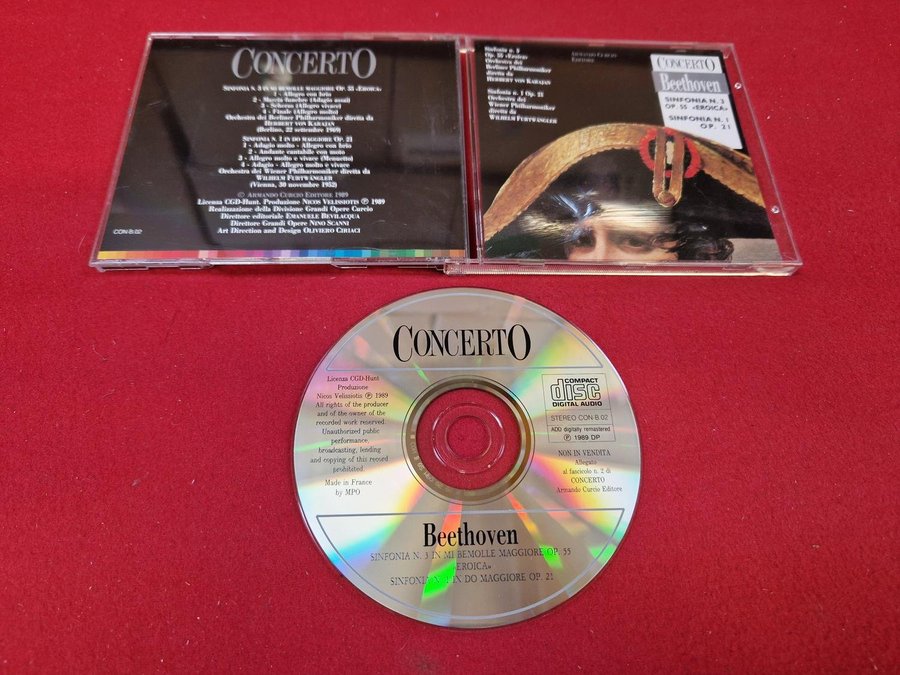 CONCERTO
SINFONIA N. 3 IN MI BEMOLLE MAGGIORE OP. 55 «EROICA»
1 - Allegro con brio
2 - Marcia funebre (Adagio assai)
3 - Scherzo (Allegro vivace)
4 - Finale (Allegro molto)
Orchestra dei Berliner Philharmoniker diretta da
HERBERT VON KARAJAN
(Berlino, 22 settembre 1969)
SINFONIA N. 1 IN DO MAGGIORE OP. 21
1 - Adagio molto - Allegro con brio
2 - Andante cantabile con moto
3 - Allegro molto e vivace (Menuetto)
4 - Adagio - Allegro molto e vivace
Orchestra dei Wiener Philharmoniker diretta da
WILHELM FURTWÄNGLER
(Vienna, 30 novembre 1952)
© ARMANDO CURCIO EDITORE 1989
Licenza CGD-Hunt. Produzione NICOS VELISSIOTIS ℗ 1989
Realizzazione della Divisione Grandi Opere Curcio
Direttore editoriale EMANUELE BEVILACQUA
Direttore Grandi Opere NINO SCANNI
Art Direction and Design OLIVIERO CIRIACI
CON-B.02
Sinfonia n. 3
Op. 55 «Eroica»
Orchestra dei
Berliner Philharmoniker
diretta da
HERBERT VON KARAJAN
Sinfonia n. 1 Op. 21
Orchestra dei
Wiener Philharmoniker
diretta da
WILHELM FURTWÄNGLER
ARMANDO CURCIO
EDITORE
CONCERTO
Beethoven
SINFONIA N. 3
OP. 55 «EROICA»
SINFONIA N. 1
OP. 21
CONCERTO
Licenza CGD-Hunt
Produzione
Nicos Velissiotis ℗ 1989
All rights of the producer
and of the owner of the
recorded work reserved.
Unauthorized public
performance,
broadcasting, lending
and copying of this record
prohibited.
Made in France
by MPO
COMPACT
disc
DIGITAL AUDIO
STEREO CON-B.02
ADD digitally remastered
℗ 1989 DP
NON IN VENDITA
Allegato
al fascicolo n. 2 di
CONCERTO
Armando Curcio Editore
Beethoven
SINFONIA N. 3 IN MI BEMOLLE MAGGIORE OP. 55
«EROICA»
SINFONIA N. 1 IN DO MAGGIORE OP. 21